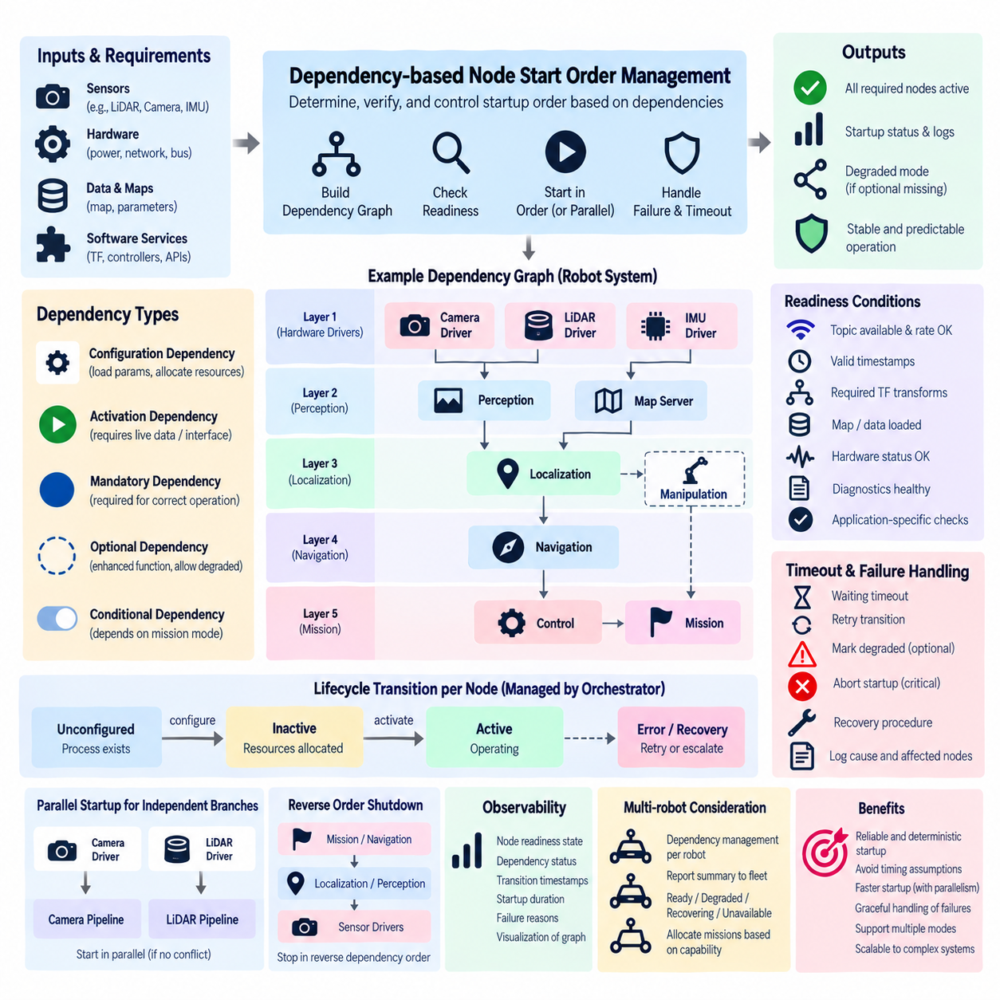 Inputs & Requirements
Sensors
(e.g., LiDAR, Camera, IMU)
Hardware
(power, network, bus)
Data & Maps
(map, parameters)
Software Services
(TF, controllers, APIs)
Dependency-based Node Start Order Management
Determine, verify, and control startup order based on dependencies
Build
Dependency Graph
Check
Readiness
Start in
Order (or Parallel)
Handle
Failure & Timeout
Outputs
All required nodes active
Startup status & logs
Degraded mode
(if optional missing)
Stable and predictable
operation
Dependency Types
Configuration Dependency
(load params, allocate resources)
Activation Dependency
(requires live data / interface)
Mandatory Dependency
(required for correct operation)
Optional Dependency
(enhanced function, allow degraded)
Conditional Dependency
(depends on mission mode)
Example Dependency Graph (Robot System)
Layer 1
(Hardware Drivers)
Camera
Driver
LiDAR
Driver
IMU
Driver
Layer 2
(Perception)
Perception
Map Server
Layer 3
(Localization)
Localization
Manipulation
Layer 4
(Navigation)
Navigation
Layer 5
(Mission)
Control
Mission
Readiness Conditions
Topic available & rate OK
Valid timestamps
Required TF transforms
Map / data loaded
Hardware status OK
Diagnostics healthy
Application-specific checks
Timeout & Failure Handling
Waiting timeout
Retry transition
Mark degraded (optional)
Abort startup (critical)
Recovery procedure
Log cause and affected nodes
Lifecycle Transition per Node (Managed by Orchestrator)
Unconfigured
Process exists
configure
Inactive
Resources allocated
activate
Active
Operating
Error / Recovery
Retry or escalate
Parallel Startup for Independent Branches
Camera
Driver
LiDAR
Driver
Camera Pipeline
LiDAR Pipeline
Start in parallel (if no conflict)
Reverse Order Shutdown
Mission / Navigation
Localization / Perception
Sensor Drivers
Stop in reverse dependency order
Observability
Node readiness state
Dependency status
Transition timestamps
Startup duration
Failure reasons
Visualization of graph
Multi-robot Consideration
Dependency management
per robot
Report summary to fleet
Ready / Degraded /
Recovering / Unavailable
Allocate missions based
on capability
Benefits
Reliable and deterministic
startup
Avoid timing assumptions
Faster startup (with parallelism)
Graceful handling of failures
Support multiple modes
Scalable to complex systems